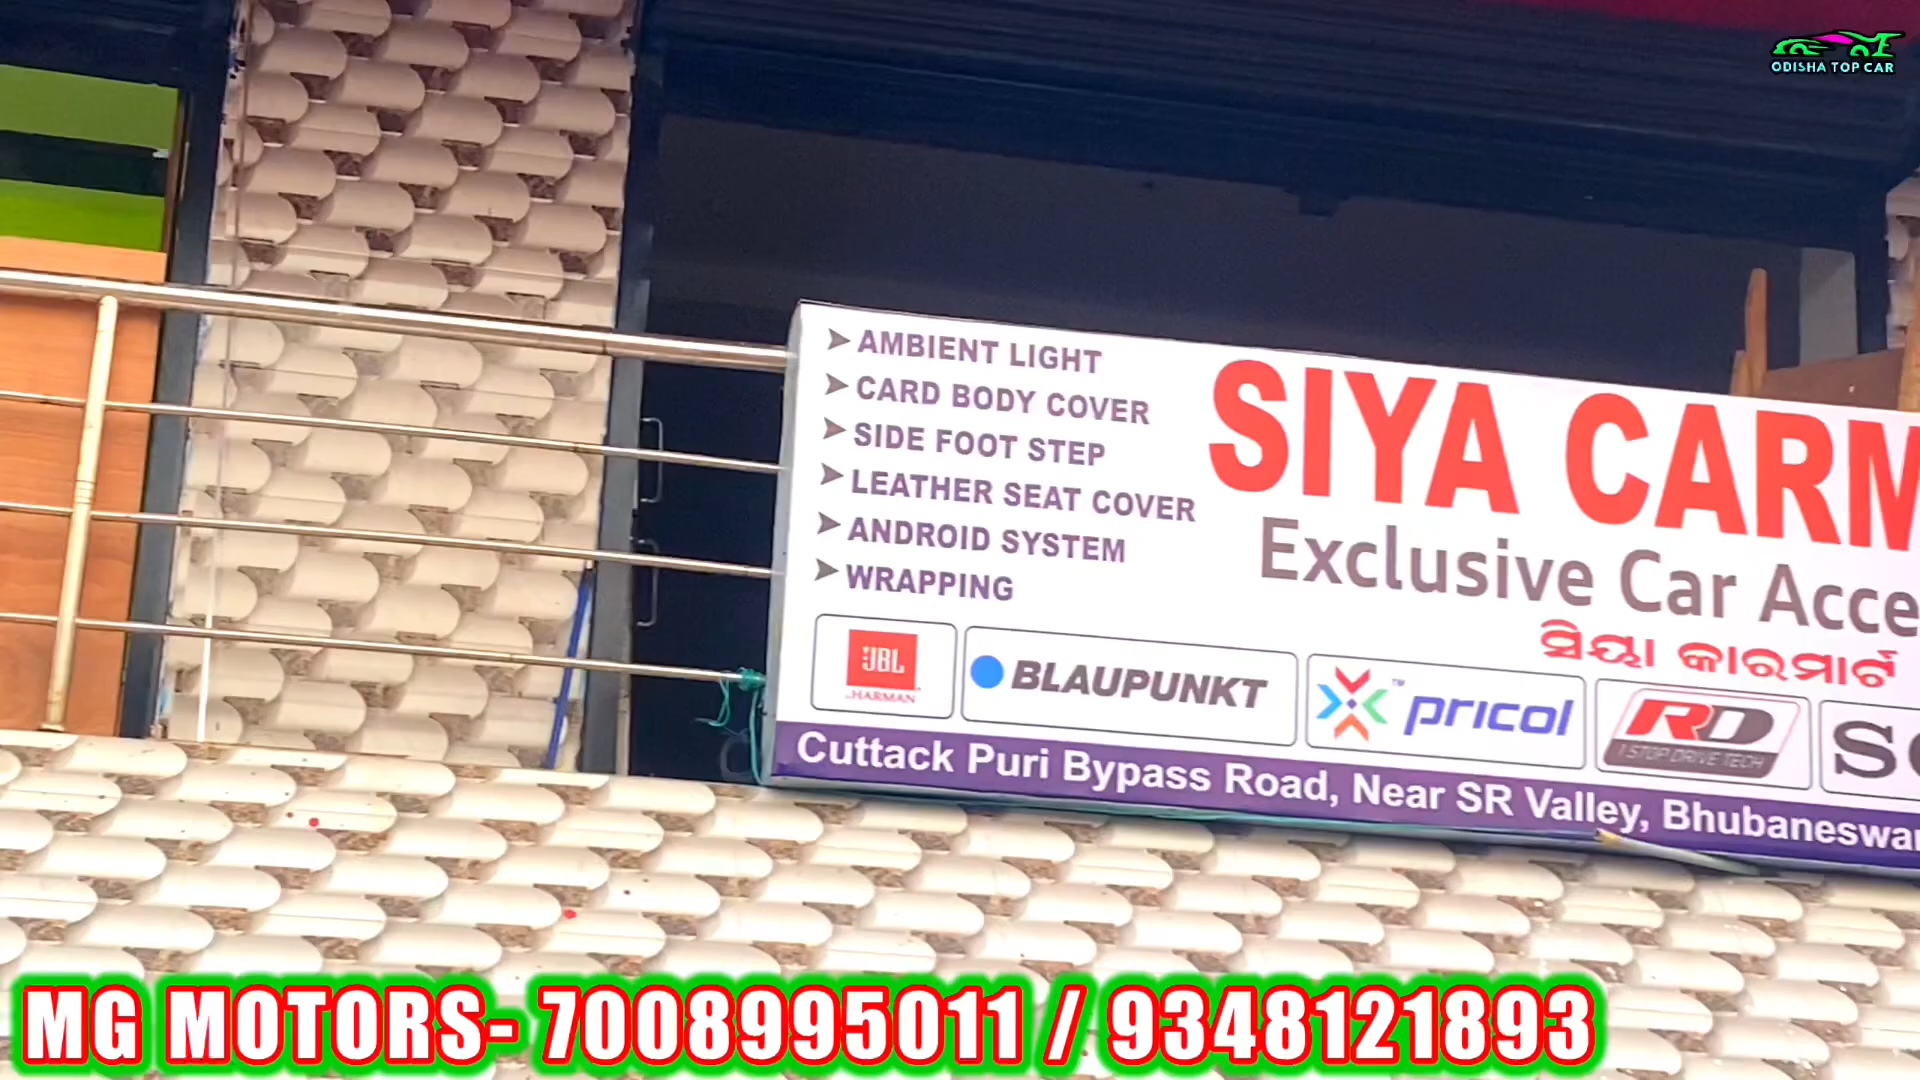 ODISHA TOP CAR
➤ AMBIENT LIGHT
➤ CARD BODY COVER
➤ SIDE FOOT STEP
➤ LEATHER SEAT COVER
➤ ANDROID SYSTEM
➤ WRAPPING
SIYA CARM
Exclusive Car Acce
ସିୟା କାରମାର୍ଟ
JBL
by HARMAN
BLAUPUNKT
pricol™
RD
1 STOP DRIVE TECH
Cuttack Puri Bypass Road, Near SR Valley, Bhubaneswar
MG MOTORS- 7008995011 / 9348121893